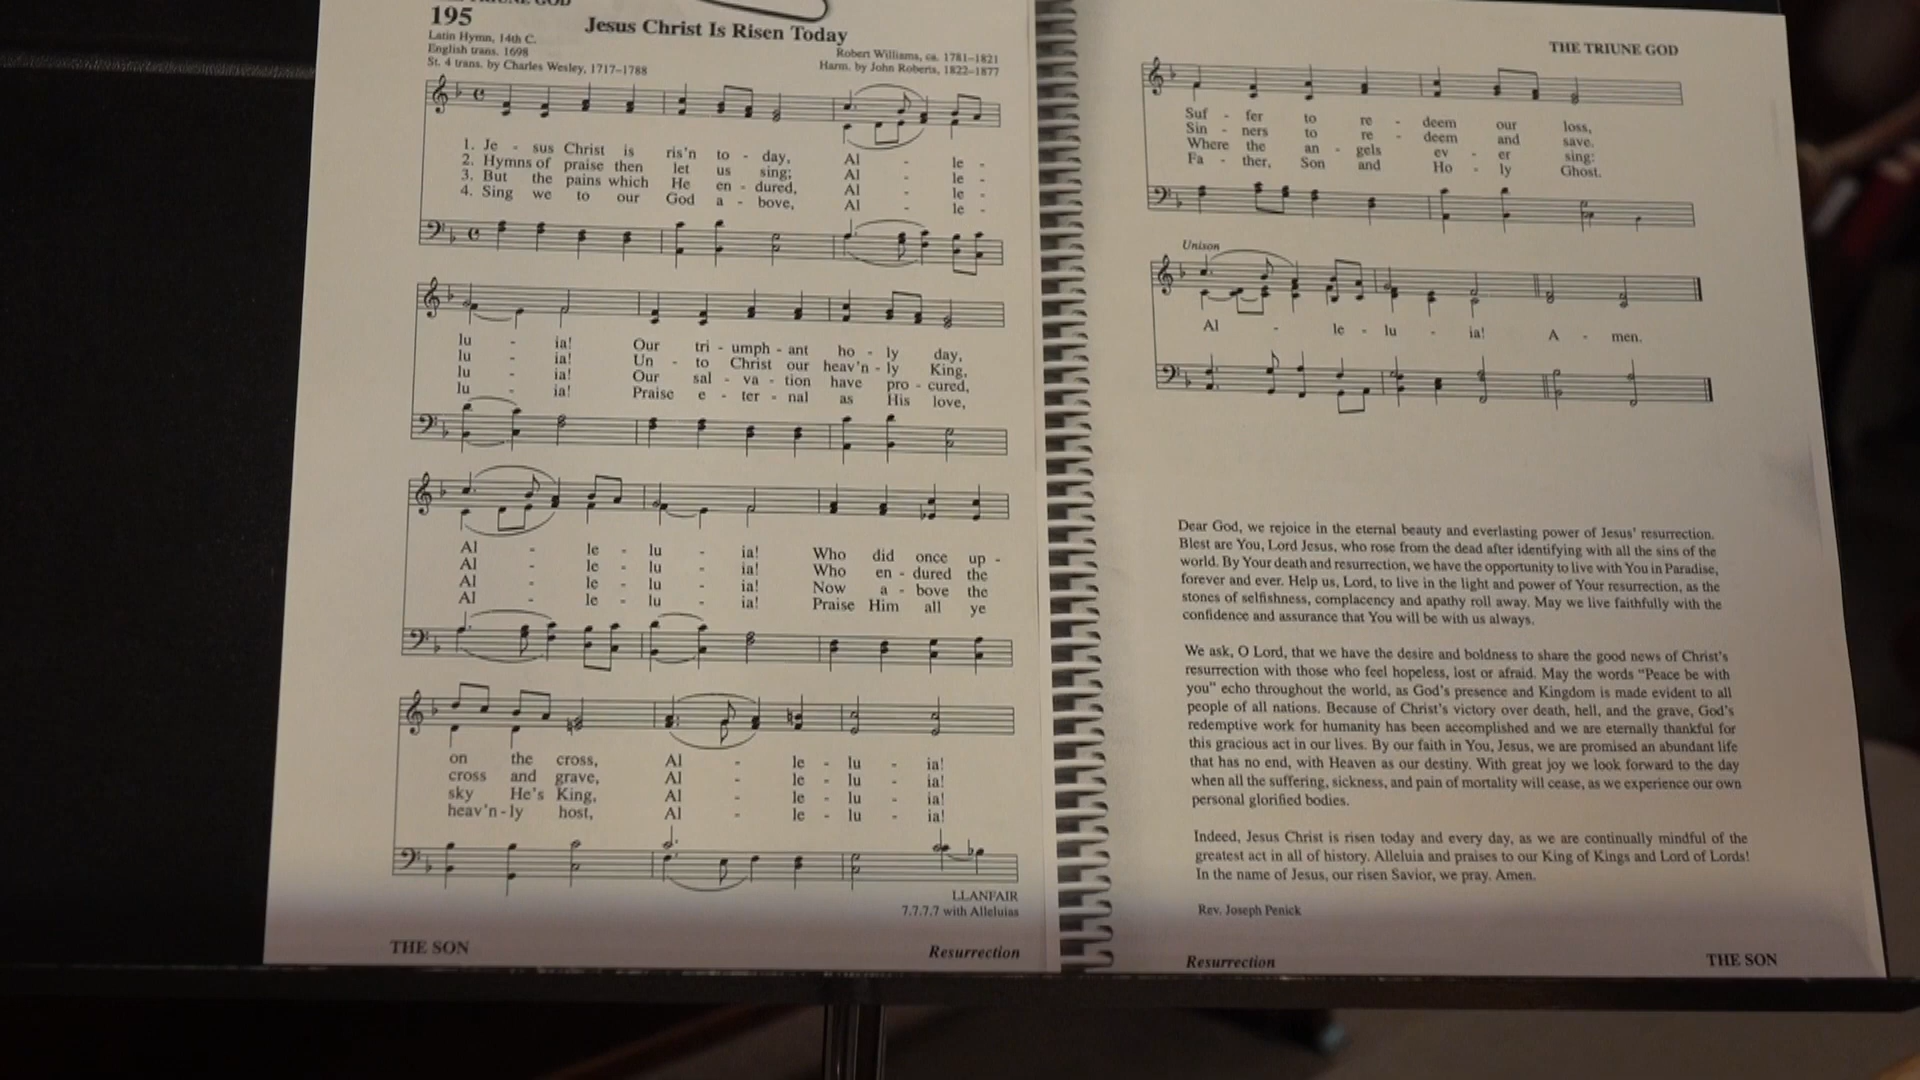 195
Jesus Christ Is Risen Today
Latin Hymn, 14th C.
English trans. 1698
St. 4 trans. by Charles Wesley, 1717–1788
Robert Williams, ca. 1781–1821
Harm. by John Roberts, 1822–1877
1. Je - sus Christ is ris'n to - day, Al - le -
2. Hymns of praise then let us sing; Al - le -
3. But the pains which He en - dured, Al - le -
4. Sing we to our God a - bove, Al - le -
lu - ia! Our tri - umph - ant ho - ly day,
lu - ia! Un - to Christ our heav'n - ly King,
lu - ia! Our sal - va - tion have pro - cured,
lu - ia! Praise e - ter - nal as His love,
Al - le - lu - ia! Who did once up -
Al - le - lu - ia! Who en - dured the
Al - le - lu - ia! Now a - bove the
Al - le - lu - ia! Praise Him all ye
on the cross, Al - le - lu - ia!
cross and grave, Al - le - lu - ia!
sky He's King, Al - le - lu - ia!
heav'n - ly host, Al - le - lu - ia!
LLANFAIR
7.7.7.7 with Alleluias
THE SON
Resurrection
THE TRIUNE GOD
Suf - fer to re - deem our loss,
Sin - ners to re - deem and save.
Where the an - gels ev - er sing:
Fa - ther, Son and Ho - ly Ghost.
Unison
Al - le - lu - ia! A - men.
Dear God, we rejoice in the eternal beauty and everlasting power of Jesus' resurrection.
Blest are You, Lord Jesus, who rose from the dead after identifying with all the sins of the
world. By Your death and resurrection, we have the opportunity to live with You in Paradise,
forever and ever. Help us, Lord, to live in the light and power of Your resurrection, as the
stones of selfishness, complacency and apathy roll away. May we live faithfully with the
confidence and assurance that You will be with us always.
We ask, O Lord, that we have the desire and boldness to share the good news of Christ's
resurrection with those who feel hopeless, lost or afraid. May the words "Peace be with
you" echo throughout the world, as God's presence and Kingdom is made evident to all
people of all nations. Because of Christ's victory over death, hell, and the grave, God's
redemptive work for humanity has been accomplished and we are eternally thankful for
this gracious act in our lives. By our faith in You, Jesus, we are promised an abundant life
that has no end, with Heaven as our destiny. With great joy we look forward to the day
when all the suffering, sickness, and pain of mortality will cease, as we experience our own
personal glorified bodies.
Indeed, Jesus Christ is risen today and every day, as we are continually mindful of the
greatest act in all of history. Alleluia and praises to our King of Kings and Lord of Lords!
In the name of Jesus, our risen Savior, we pray. Amen.
Rev. Joseph Penick
Resurrection
THE SON